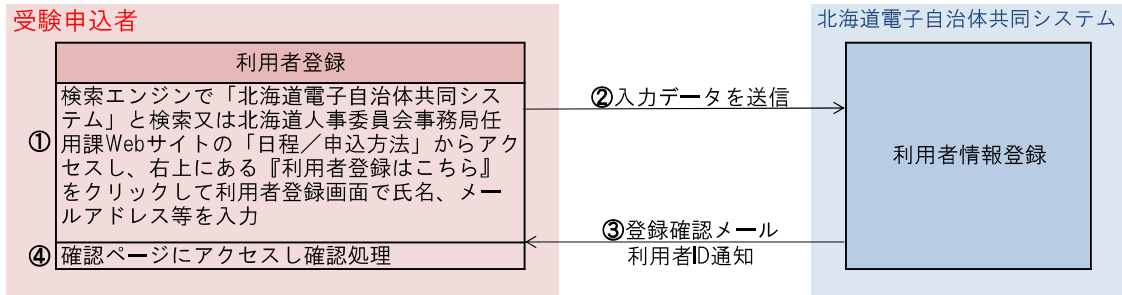 受験申込者
北海道電子自治体共同システム
利用者登録
①
検索エンジンで「北海道電子自治体共同シス
テム」と検索又は北海道人事委員会事務局任
用課Webサイトの「日程／申込方法」からアク
セスし、右上にある『利用者登録はこちら』
をクリックして利用者登録画面で氏名、メー
ルアドレス等を入力
②入力データを送信
利用者情報登録
③登録確認メール
利用者ID通知
④ 確認ページにアクセスし確認処理